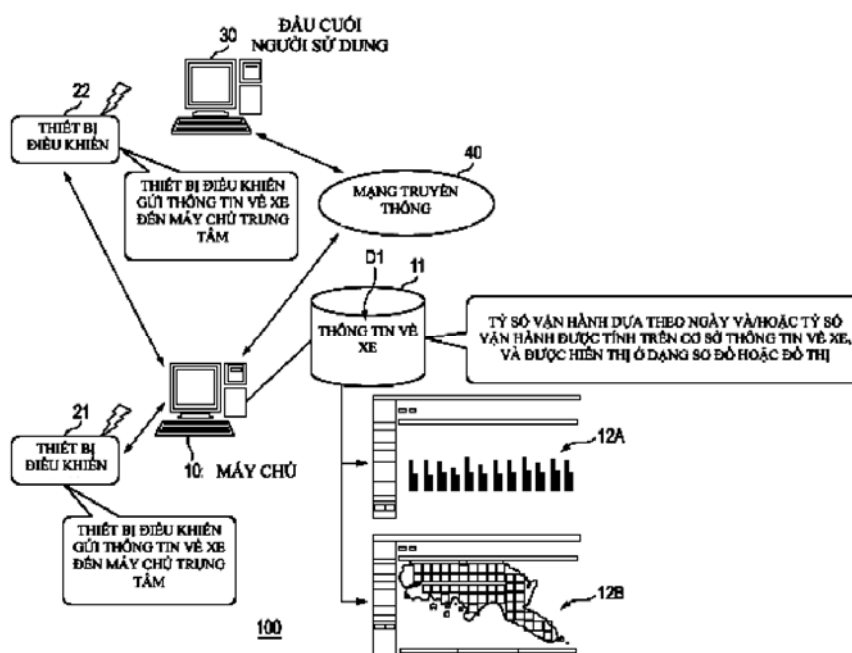 30
ĐẦU CUỐI
NGƯỜI SỬ DỤNG
22
THIẾT BỊ
ĐIỀU KHIỂN
THIẾT BỊ ĐIỀU KHIỂN
GỬI THÔNG TIN VỀ XE
ĐẾN MÁY CHỦ TRUNG
TÂM
40
MẠNG TRUYỀN
THÔNG
D1
11
THÔNG TIN VỀ
XE
TỶ SỐ VẬN HÀNH DỰA THEO NGÀY VÀ/HOẶC TỶ SỐ
VẬN HÀNH ĐƯỢC TÍNH TRÊN CƠ SỞ THÔNG TIN VỀ XE,
VÀ ĐƯỢC HIỂN THỊ Ở DẠNG SƠ ĐỒ HOẶC ĐỒ THỊ
21
THIẾT BỊ
ĐIỀU KHIỂN
10: MÁY CHỦ
12A
THIẾT BỊ ĐIỀU KHIỂN
GỬI THÔNG TIN VỀ XE
ĐẾN MÁY CHỦ TRUNG
TÂM
12B
100